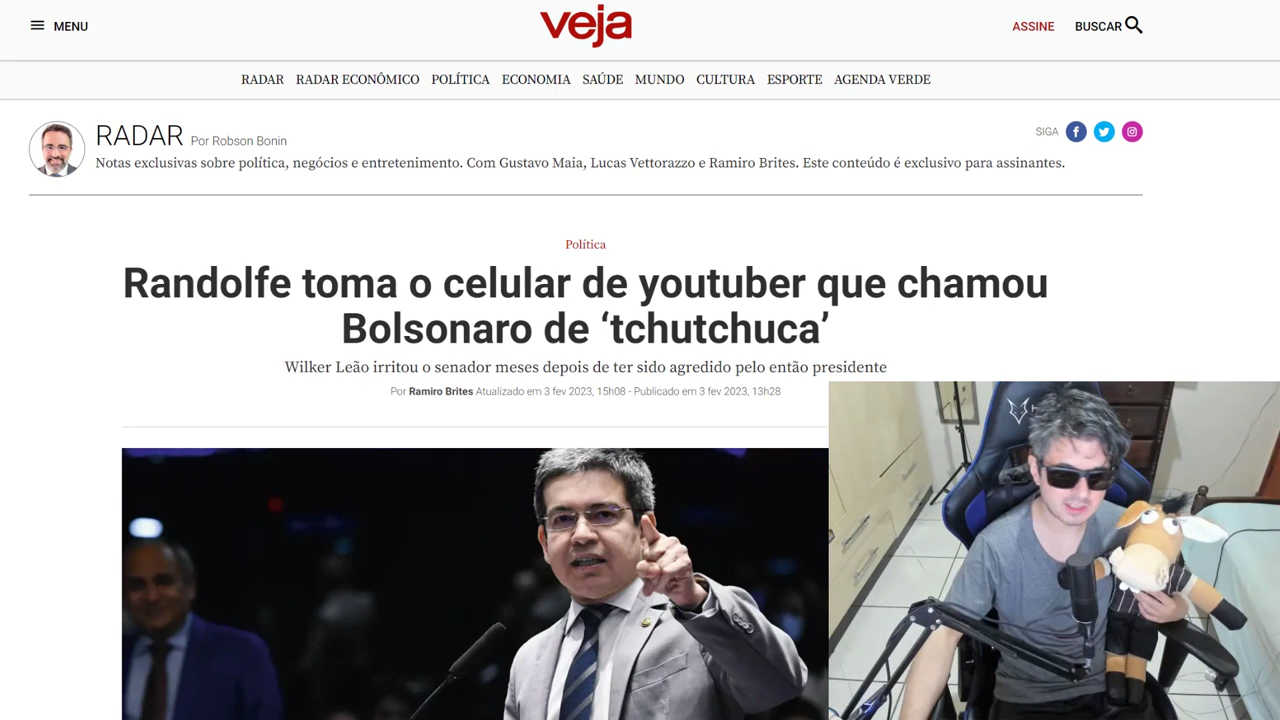 MENU
veja
ASSINE
BUSCAR
RADAR RADAR ECONÔMICO POLÍTICA ECONOMIA SAÚDE MUNDO CULTURA ESPORTE AGENDA VERDE
RADAR Por Robson Bonin
SIGA
Notas exclusivas sobre política, negócios e entretenimento. Com Gustavo Maia, Lucas Vettorazzo e Ramiro Brites. Este conteúdo é exclusivo para assinantes.
Política
Randolfe toma o celular de youtuber que chamou
Bolsonaro de ‘tchutchuca’
Wilker Leão irritou o senador meses depois de ter sido agredido pelo então presidente
Por Ramiro Brites Atualizado em 3 fev 2023, 15h08 - Publicado em 3 fev 2023, 13h28